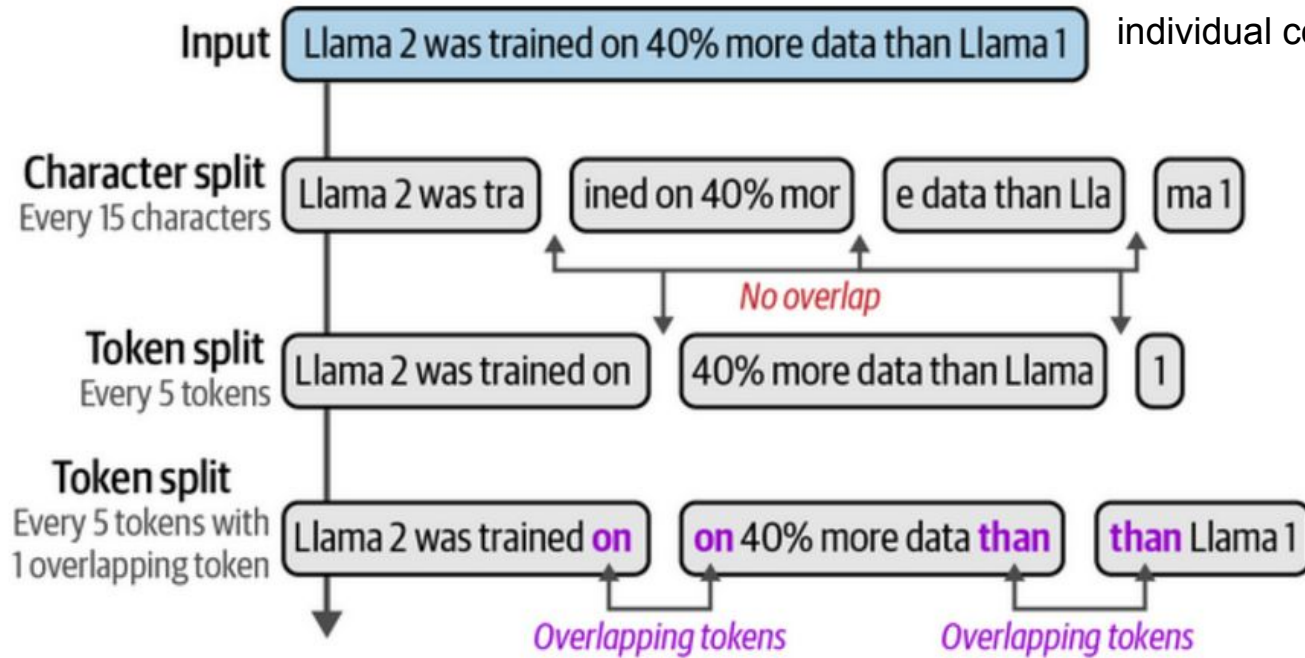 Input Llama 2 was trained on 40% more data than Llama 1 individual
Character split
Every 15 characters
Llama 2 was tra ined on 40% mor e data than Lla ma 1
No overlap
Token split
Every 5 tokens
Llama 2 was trained on 40% more data than Llama 1
Token split
Every 5 tokens with
1 overlapping token
Llama 2 was trained on on 40% more data than than Llama 1
Overlapping tokens Overlapping tokens